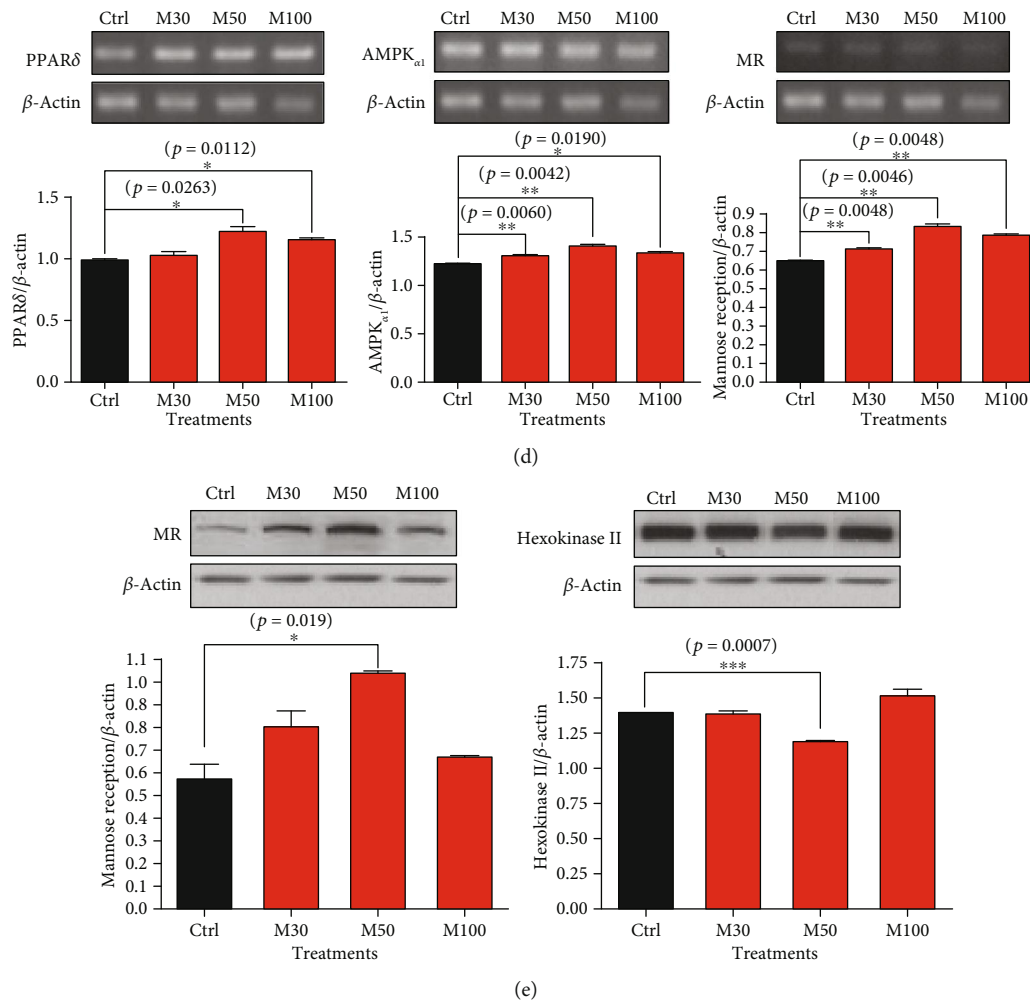 Ctrl M30 M50 M100
PPARδ
β-Actin
(p = 0.0112)
*
(p = 0.0263)
*
PPARδ/β-actin
1.5
1.0
0.5
0.0
Ctrl M30 M50 M100
Treatments
Ctrl M30 M50 M100
AMPKα1
β-Actin
(p = 0.0190)
*
(p = 0.0042)
**
(p = 0.0060)
**
AMPKα1/β-actin
1.5
1.0
0.5
0.0
Ctrl M30 M50 M100
Treatments
Ctrl M30 M50 M100
MR
β-Actin
(p = 0.0048)
**
(p = 0.0046)
**
(p = 0.0048)
**
Mannose reception/β-actin
0.9
0.8
0.7
0.6
0.5
0.4
0.3
0.2
0.1
0.0
Ctrl M30 M50 M100
Treatments
(d)
Ctrl M30 M50 M100
MR
β-Actin
(p = 0.019)
*
Mannose reception/β-actin
1.1
1.0
0.8
0.7
0.6
0.5
0.4
0.3
0.2
0.1
0.0
Ctrl M30 M50 M100
Treatments
Ctrl M30 M50 M100
Hexokinase II
β-Actin
(p = 0.0007)
***
Hexokinase II/β-actin
1.75
1.50
1.25
1.00
0.75
0.50
1.25
0.00
Ctrl M30 M50 M100
Treatments
(e)